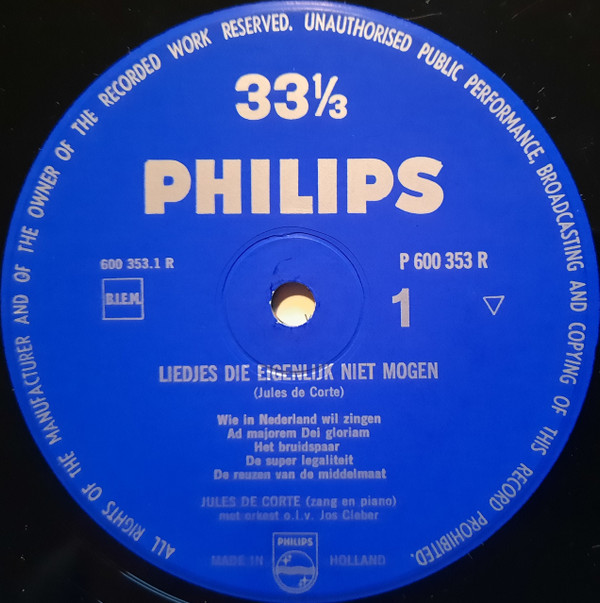 ALL RIGHTS OF THE MANUFACTURER AND OF THE OWNER OF THE RECORDED WORK RESERVED. UNAUTHORISED PUBLIC PERFORMANCE, BROADCASTING AND COPYING OF THIS RECORD PROHIBITED.
33⅓
PHILIPS
600 353.1 R
P 600 353 R
B.I.E.M.
1
LIEDJES DIE EIGENLIJK NIET MOGEN
(Jules de Corte)
Wie in Nederland wil zingen
Ad majorem Dei gloriam
Het bruidspaar
De super legaliteit
De reuzen van de middelmaat
JULES DE CORTE (zang en piano)
met orkest o.l.v. Jos Cleber
PHILIPS
MADE IN HOLLAND